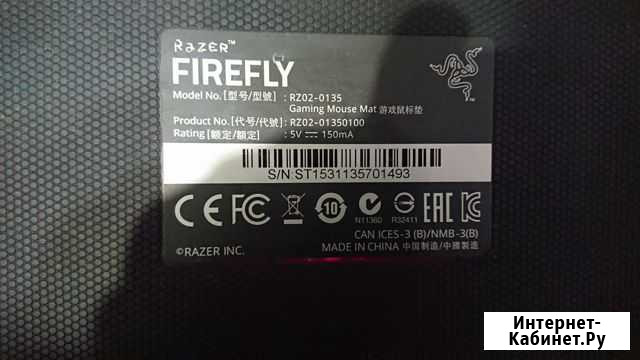 RAZER™
FIREFLY
Model No. [型号/型號] : RZ02-0135
Gaming Mouse Mat 游戏鼠标垫
Product No. [代号/代號] : RZ02-01350100
Rating [额定/額定] : 5V ⎓ 150mA
S/N:ST1531135701493
CE FC 10 N11360 R32411 EAC
CAN ICES-3 (B)/NMB-3(B)
©RAZER INC. MADE IN CHINA 中国制造/中國製造
Интернет-
Кабинет.Ру